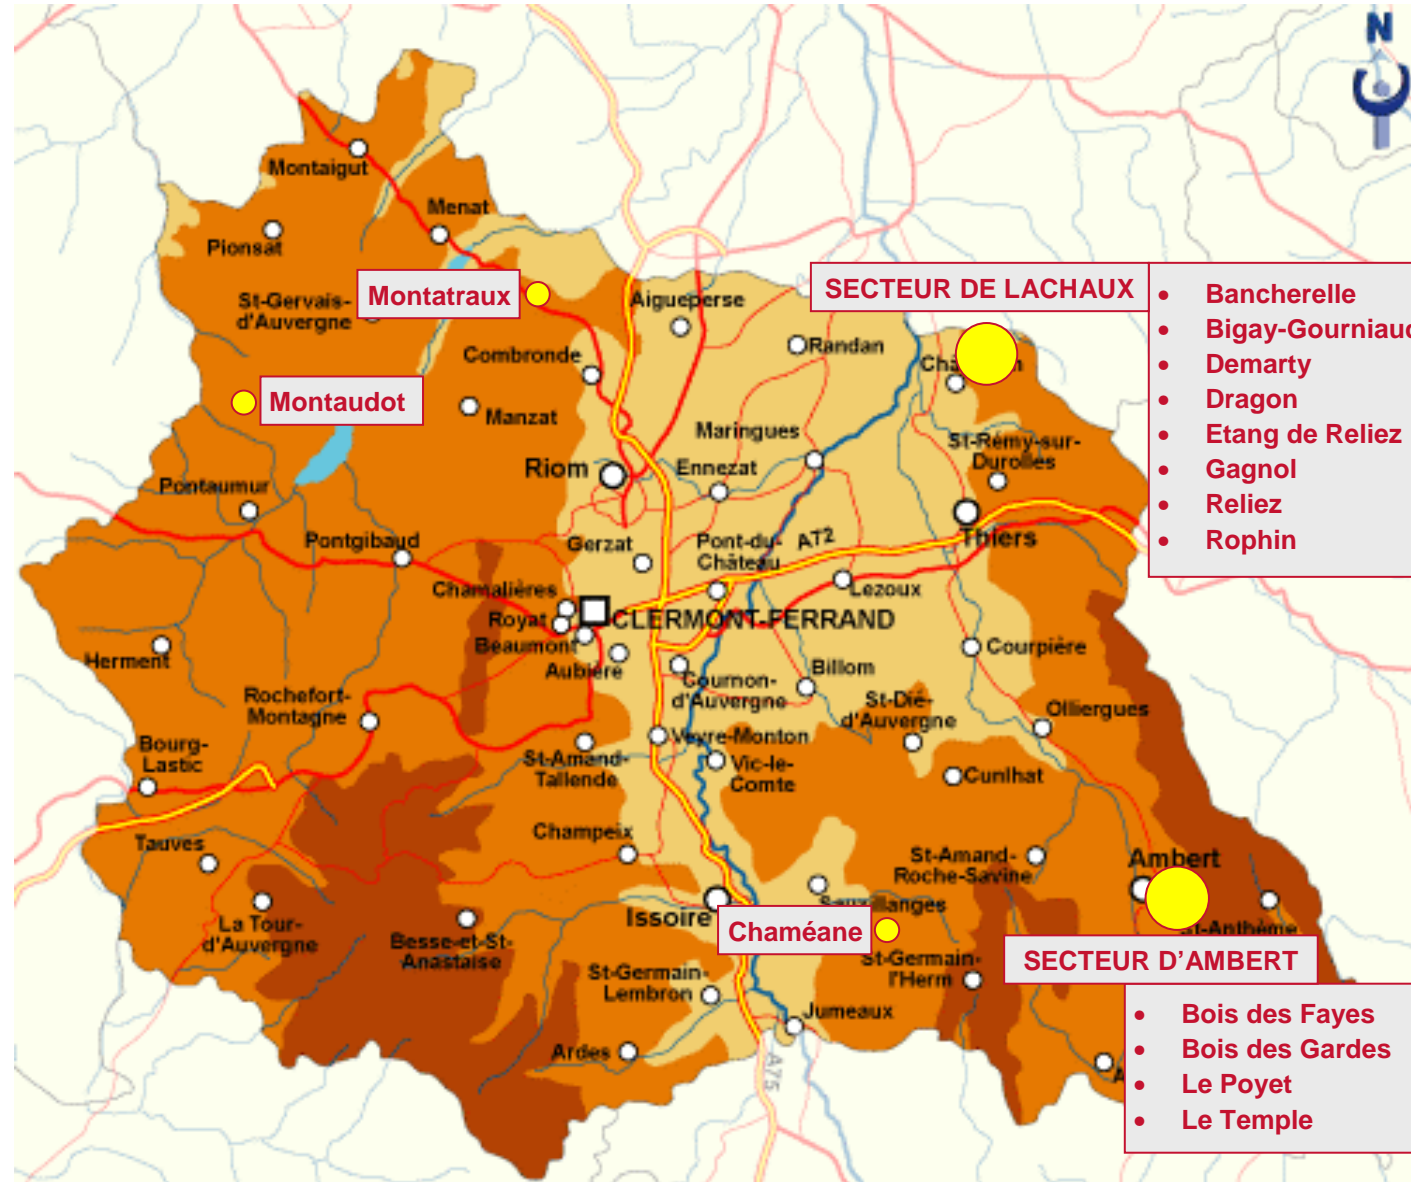 N
Montaigut
Menat
Pionsat
St-Gervais-
d'Auvergne
Montatraux
Aigueperse
SECTEUR DE LACHAUX
• Bancherelle
• Bigay-Gourniaud
• Demarty
• Dragon
• Etang de Reliez
• Gagnol
• Reliez
• Rophin
Randan
Combronde
Montaudot
Manzat
Maringues
St-Rémy-sur-
Durolles
Riom
Ennezat
Pontaumur
Pontgibaud
Gerzat
Pont-du-
Château
A72
Thiers
Chamalières
Lezoux
Royat
CLERMONT-FERRAND
Beaumont
Aubière
Herment
Courpière
Billom
Cournon-
d'Auvergne
Rochefort-
Montagne
St-Dié-
d'Auvergne
Olliergues
Bourg-
Lastic
Veyre-Monton
St-Amand-
Tallende
Vic-le-
Comte
Cunlhat
Champeix
Tauves
St-Amand-
Roche-Savine
Ambert
Issoire
La Tour-
d'Auvergne
Besse-et-St-
Anastaise
Chaméane
St-Anthème
St-Germain-
l'Herm
SECTEUR D’AMBERT
• Bois des Fayes
• Bois des Gardes
• Le Poyet
• Le Temple
St-Germain-
Lembron
Jumeaux
Ardes
A75